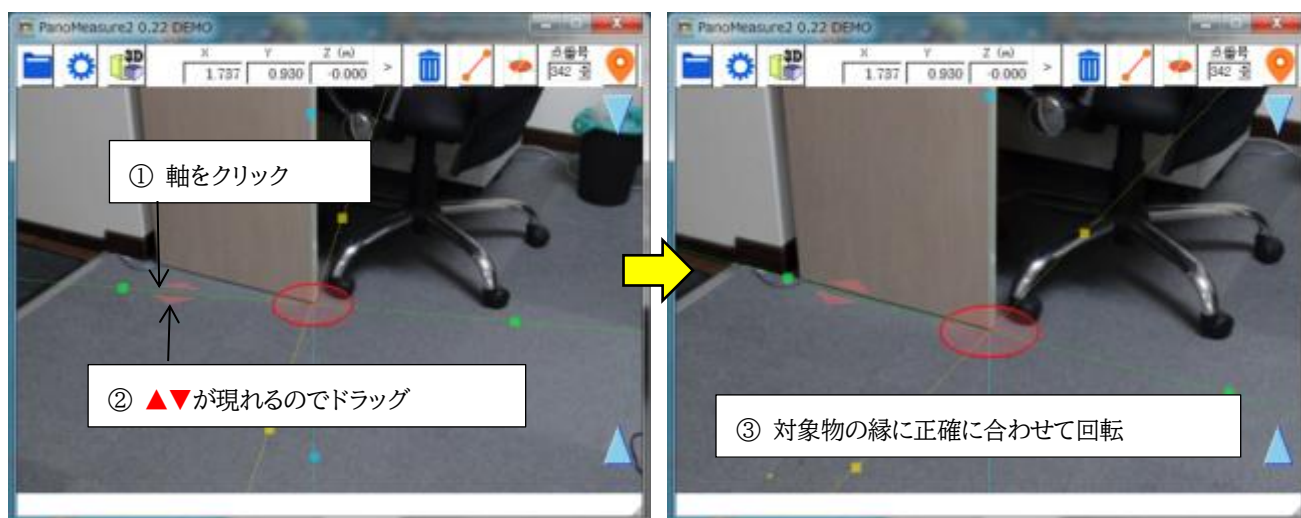 PanoMeasure2 0.22 DEMO
3D
X Y Z (m)
1.737 0.930 -0.000 >
点番号
342
① 軸をクリック
② ▲▼が現れるのでドラッグ
PanoMeasure2 0.22 DEMO
3D
X Y Z (m)
1.737 0.930 -0.000 >
点番号
342
③ 対象物の縁に正確に合わせて回転